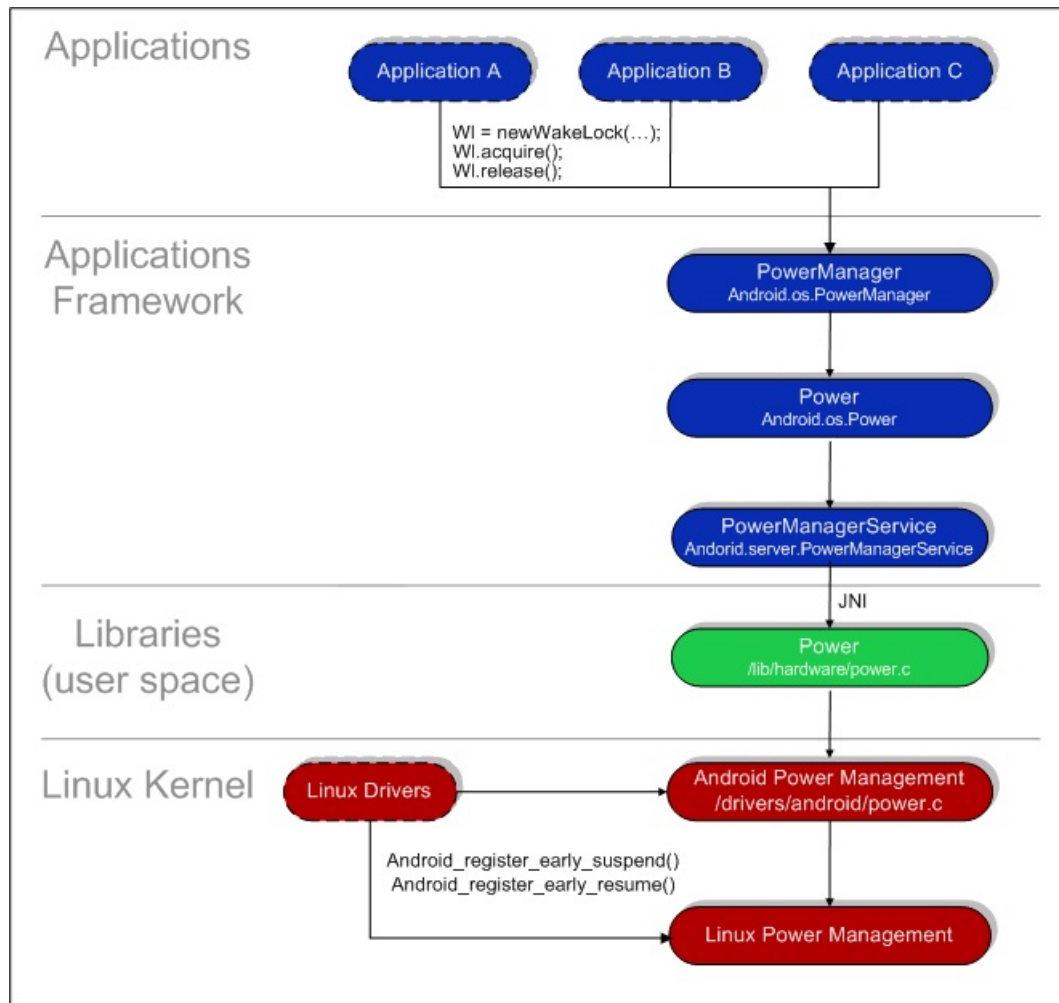 Applications
Application A
Application B
Application C
Wl = newWakeLock(…);
Wl.acquire();
Wl.release();
Applications
Framework
PowerManager
Android.os.PowerManager
Power
Android.os.Power
PowerManagerService
Andorid.server.PowerManagerService
JNI
Libraries
(user space)
Power
/lib/hardware/power.c
Linux Kernel
Linux Drivers
Android Power Management
/drivers/android/power.c
Android_register_early_suspend()
Android_register_early_resume()
Linux Power Management